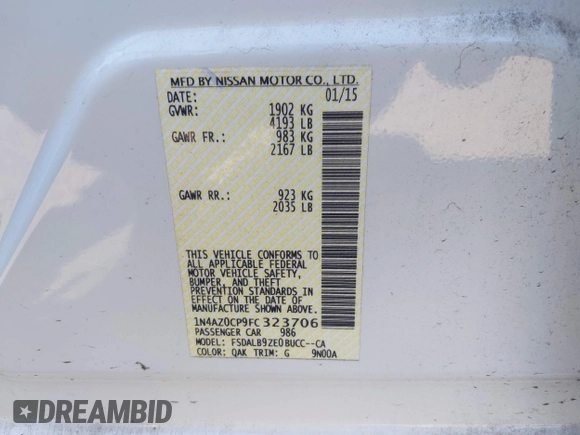 MFD BY NISSAN MOTOR CO., LTD.
DATE: 01/15
GVWR: 1902 KG
4193 LB
GAWR FR.: 983 KG
2167 LB
GAWR RR.: 923 KG
2035 LB
THIS VEHICLE CONFORMS TO
ALL APPLICABLE FEDERAL
MOTOR VEHICLE SAFETY,
BUMPER, AND THEFT
PREVENTION STANDARDS IN
EFFECT ON THE DATE OF
MANUFACTURE SHOWN ABOVE.
1N4AZ0CP9FC323706
PASSENGER CAR 986
MODEL: FSDALB9ZE0BUCC--CA
COLOR: QAK TRIM: G 9N00A
DREAMBID